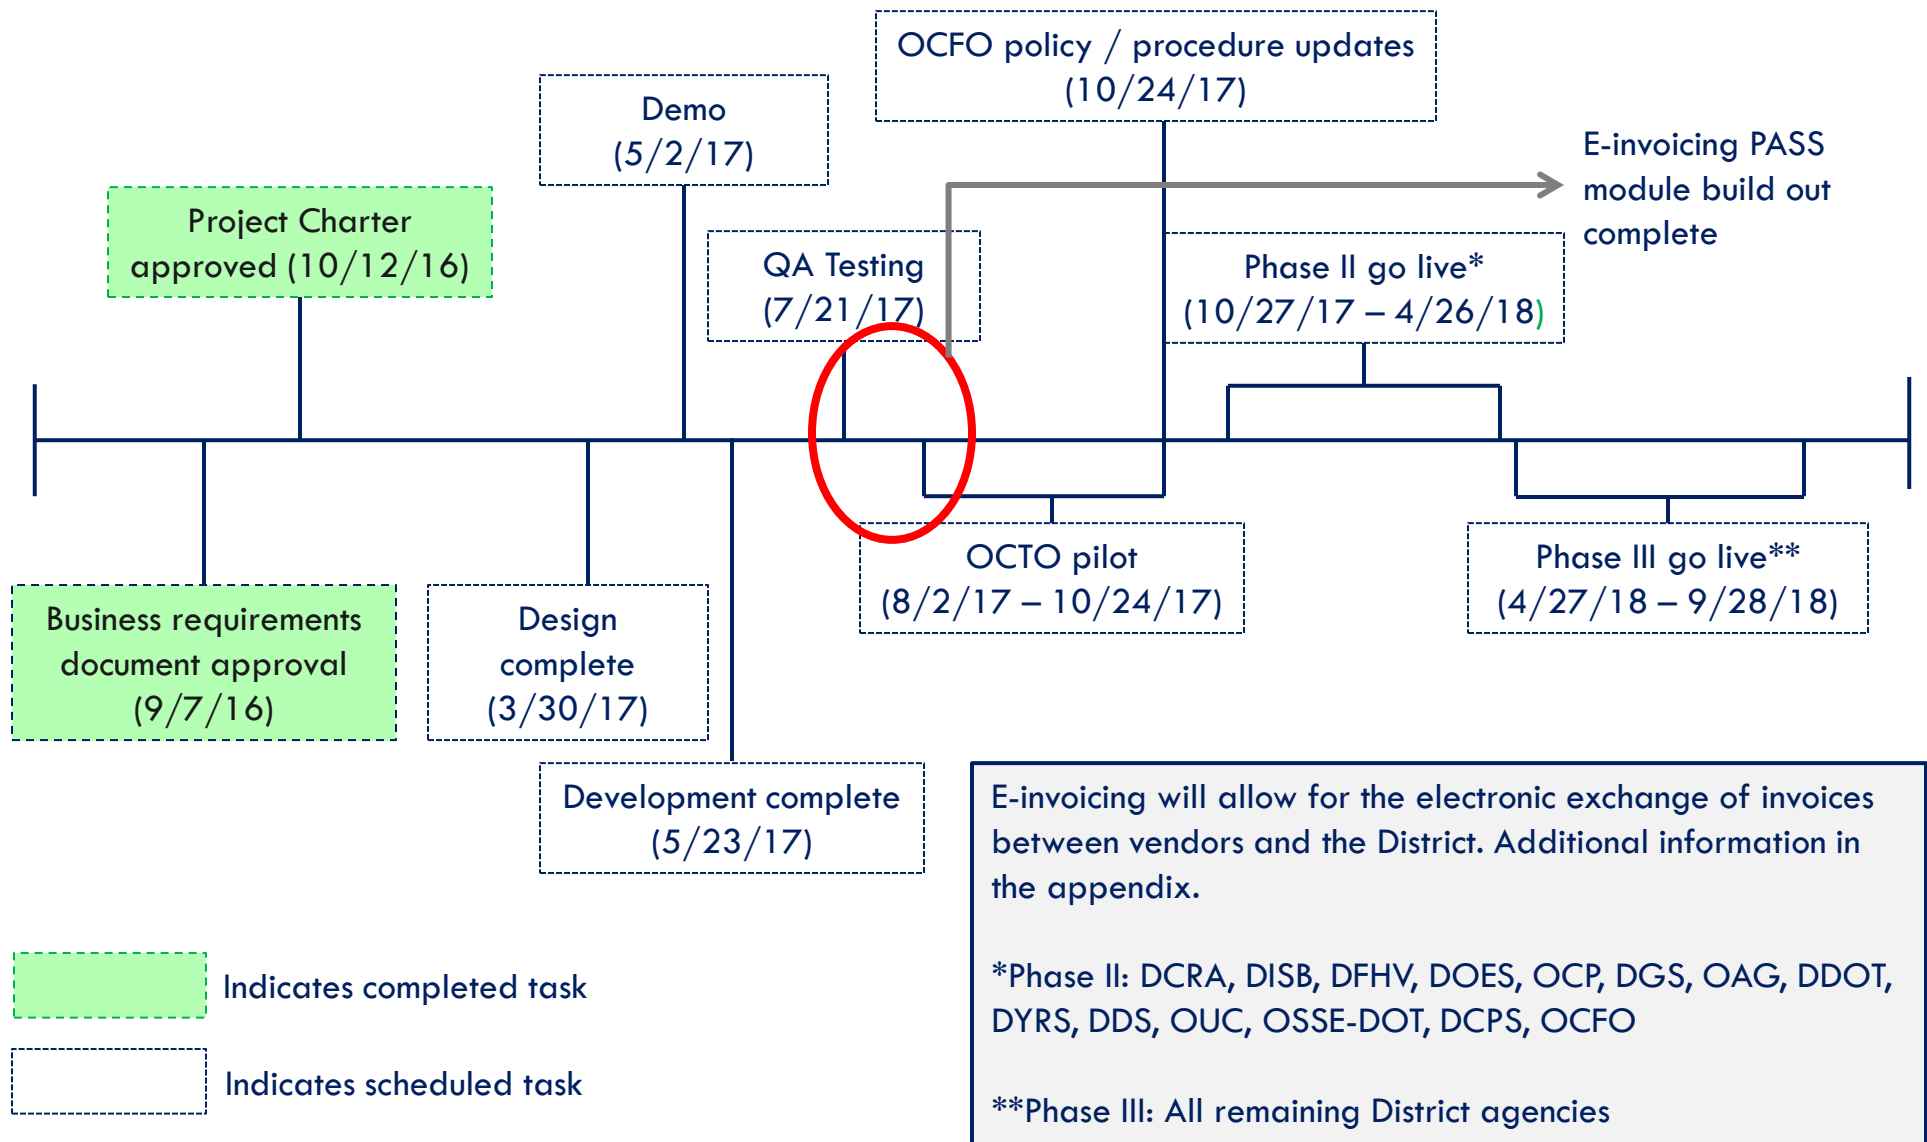 OCFO policy / procedure updates
(10/24/17)
Demo
(5/2/17)
E-invoicing PASS
module build out
complete
Project Charter
approved (10/12/16)
QA Testing
(7/21/17)
Phase II go live*
(10/27/17 – 4/26/18)
Business requirements
document approval
(9/7/16)
Design
complete
(3/30/17)
OCTO pilot
(8/2/17 – 10/24/17)
Phase III go live**
(4/27/18 – 9/28/18)
Development complete
(5/23/17)
E-invoicing will allow for the electronic exchange of invoices
between vendors and the District. Additional information in
the appendix.
*Phase II: DCRA, DISB, DFHV, DOES, OCP, DGS, OAG, DDOT,
DYRS, DDS, OUC, OSSE-DOT, DCPS, OCFO
**Phase III: All remaining District agencies
Indicates completed task
Indicates scheduled task